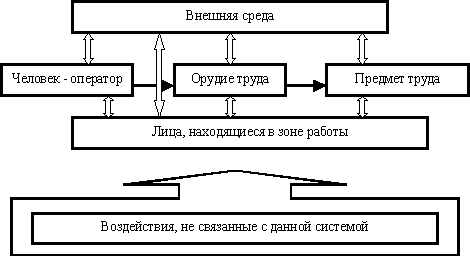 Внешняя среда
Человек - оператор
Орудие труда
Предмет труда
Лица, находящиеся в зоне работы
Воздействия, не связанные с данной системой